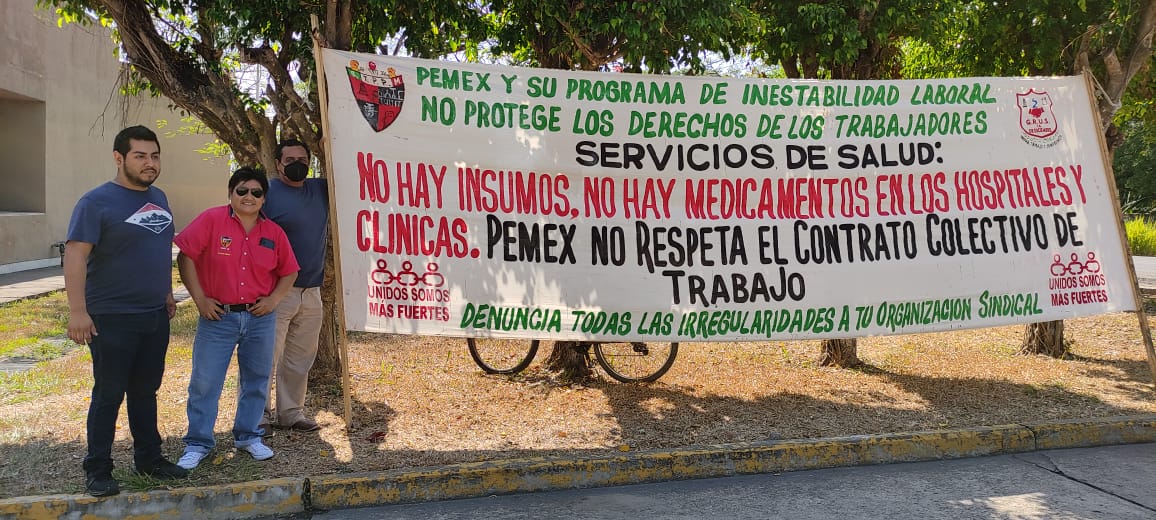 PEMEX Y SU PROGRAMA DE INESTABILIDAD LABORAL
NO PROTEGE LOS DERECHOS DE LOS TRABAJADORES
SERVICIOS DE SALUD:
NO HAY INSUMOS, NO HAY MEDICAMENTOS EN LOS HOSPITALES Y
CLINICAS. PEMEX NO RESPETA EL CONTRATO COLECTIVO DE
TRABAJO
DENUNCIA TODAS LAS IRREGULARIDADES A TU ORGANIZACION SINDICAL
UNIDOS SOMOS
MÁS FUERTES
UNIDOS SOMOS
MÁS FUERTES
G.R.U.S.